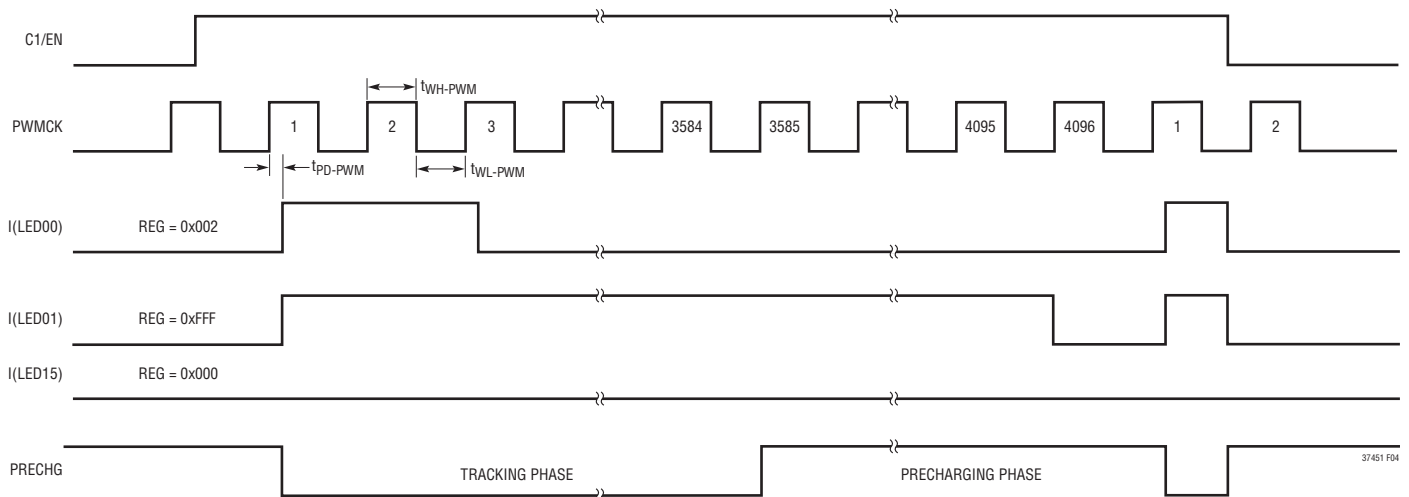 C1/EN
PWMCK
1
2
3
3584
3585
4095
4096
1
2
tWH-PWM
tPD-PWM
tWL-PWM
I(LED00)
REG = 0x002
I(LED01)
REG = 0xFFF
I(LED15)
REG = 0x000
PRECHG
TRACKING PHASE
PRECHARGING PHASE
37451 F04